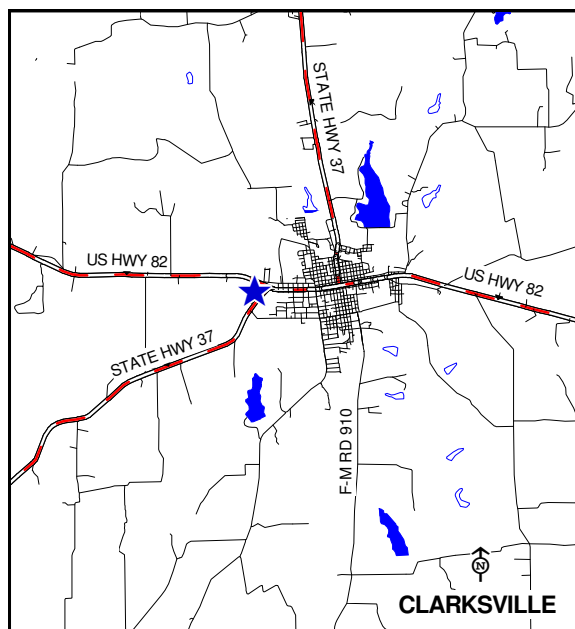 STATE HWY 37
US HWY 82
US HWY 82
STATE HWY 37
F-M RD 910
N
CLARKSVILLE